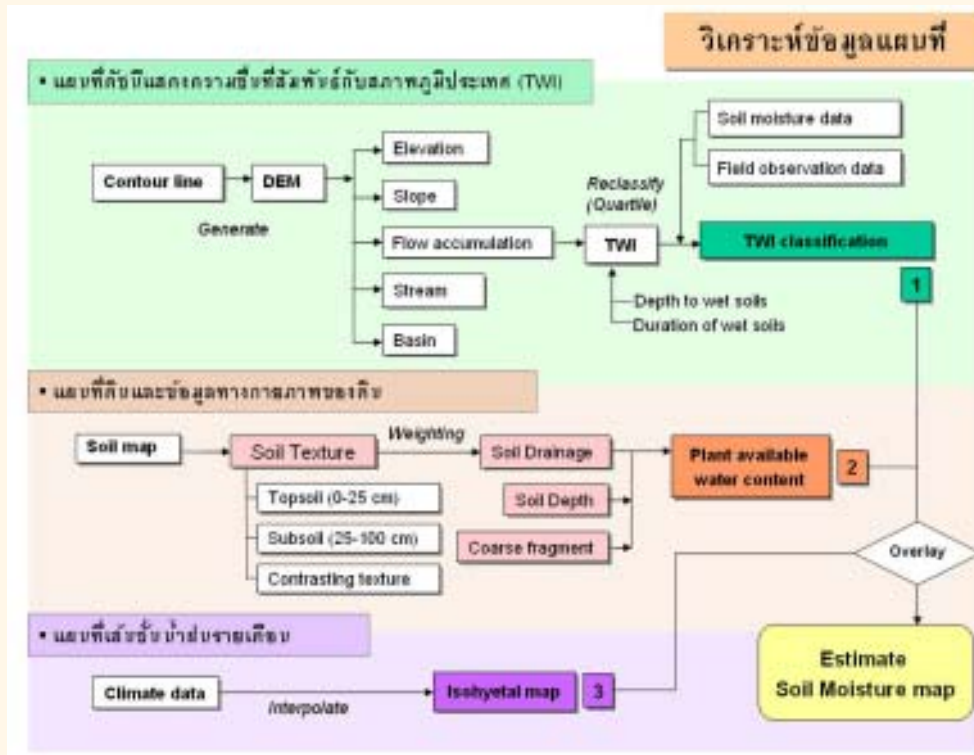 วิเคราะห์ข้อมูลแผนที่
▪ แผนที่ดัชนีแสดงความชื้นที่สัมพันธ์กับสภาพภูมิประเทศ (TWI)
Soil moisture data
Elevation
Field observation data
Contour line
DEM
Reclassify
(Quartile)
Slope
Generate
Flow accumulation
TWI
TWI classification
1
Stream
Depth to wet soils
Duration of wet soils
Basin
▪ แผนที่ดินและข้อมูลทางกายภาพของดิน
Soil map
Soil Texture
Weighting
Soil Drainage
Plant available
water content
2
Topsoil (0-25 cm)
Soil Depth
Subsoil (25-100 cm)
Coarse fragment
Overlay
Contrasting texture
▪ แผนที่เส้นชั้นน้ำฝนรายเดือน
Estimate
Soil Moisture map
Climate data
Interpolate
Isohyetal map
3